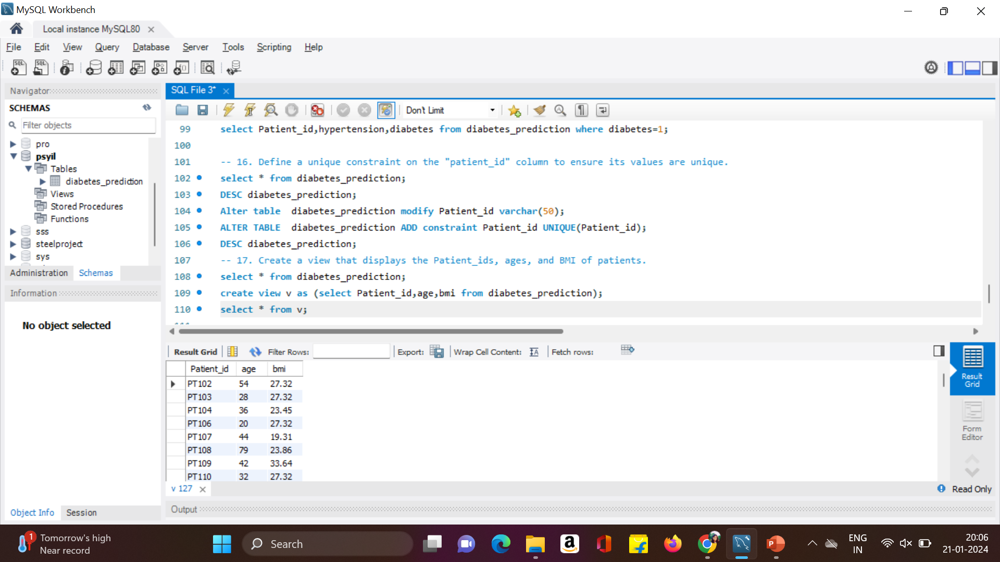 MySQL Workbench
Local instance MySQL80
File Edit View Query Database Server Tools Scripting Help
Navigator
SCHEMAS
Filter objects
pro
psyil
Tables
diabetes_prediction
Views
Stored Procedures
Functions
sss
steelproject
sys
Administration Schemas
Information
No object selected
Object Info Session
SQL File 3*
Don't Limit
99 select Patient_id,hypertension,diabetes from diabetes_prediction where diabetes=1;
100
101 -- 16. Define a unique constraint on the "patient_id" column to ensure its values are unique.
102 select * from diabetes_prediction;
103 DESC diabetes_prediction;
104 Alter table  diabetes_prediction modify Patient_id varchar(50);
105 ALTER TABLE  diabetes_prediction ADD constraint Patient_id UNIQUE(Patient_id);
106 DESC diabetes_prediction;
107 -- 17. Create a view that displays the Patient_ids, ages, and BMI of patients.
108 select * from diabetes_prediction;
109 create view v as (select Patient_id,age,bmi from diabetes_prediction);
110 select * from v;
Result Grid Filter Rows: Export: Wrap Cell Content: Fetch rows:
Patient_id age bmi
PT102 54 27.32
PT103 28 27.32
PT104 36 23.45
PT106 20 27.32
PT107 44 19.31
PT108 79 23.86
PT109 42 33.64
PT110 32 27.32
Result
Grid
Form
Editor
v 127
Read Only
Output
1
Tomorrow's high
Near record
Search
ENG
IN
20:06
21-01-2024